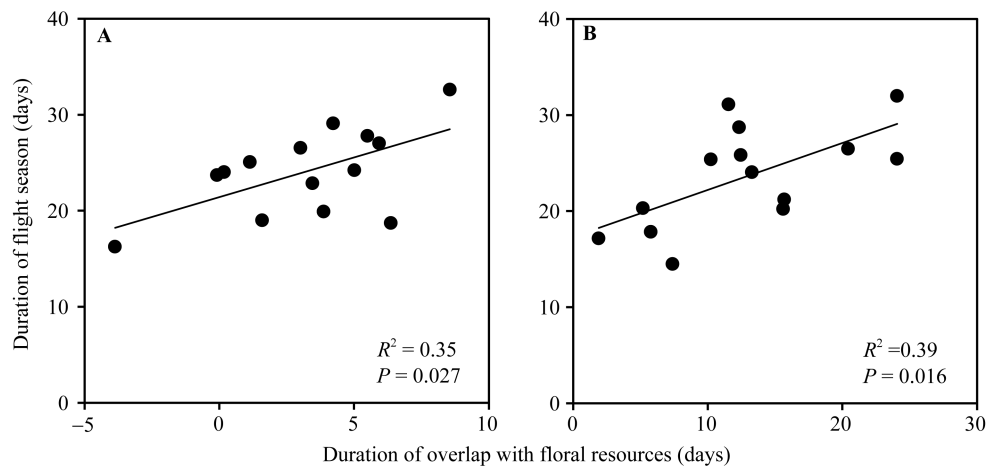 A
B
40
30
20
10
0
Duration of flight season (days)
R² = 0.35
P = 0.027
−5
0
5
10
40
30
20
10
0
R² =0.39
P = 0.016
0
10
20
30
Duration of overlap with floral resources (days)